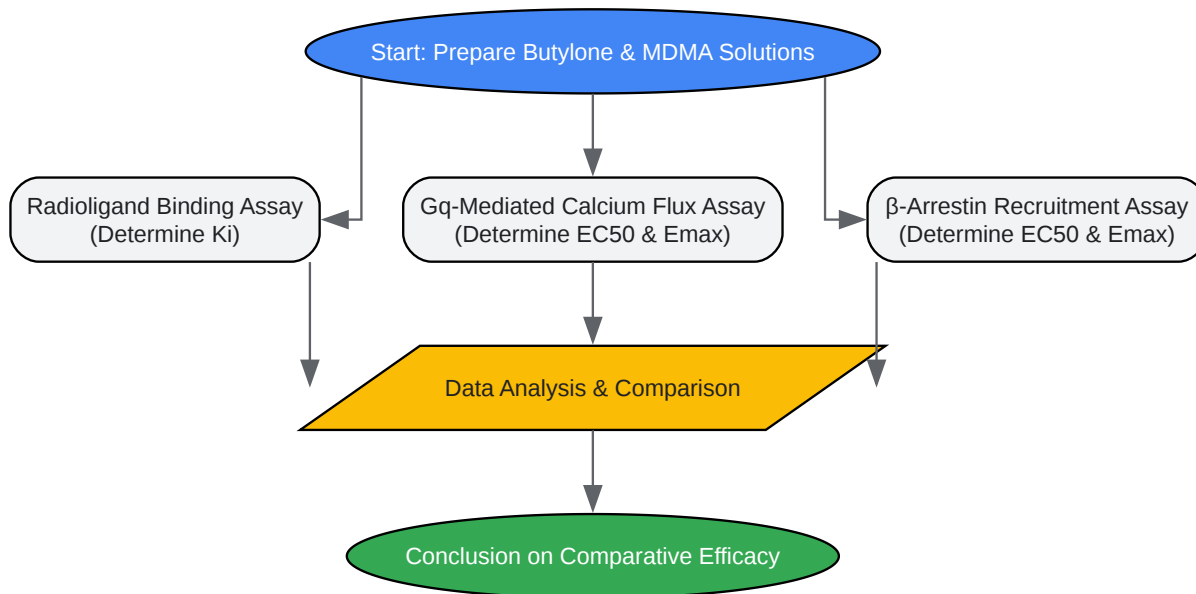 Start: Prepare Butylone & MDMA Solutions
Radioligand Binding Assay
(Determine Ki)
Gq-Mediated Calcium Flux Assay
(Determine EC50 & Emax)
β-Arrestin Recruitment Assay
(Determine EC50 & Emax)
Data Analysis & Comparison
Conclusion on Comparative Efficacy